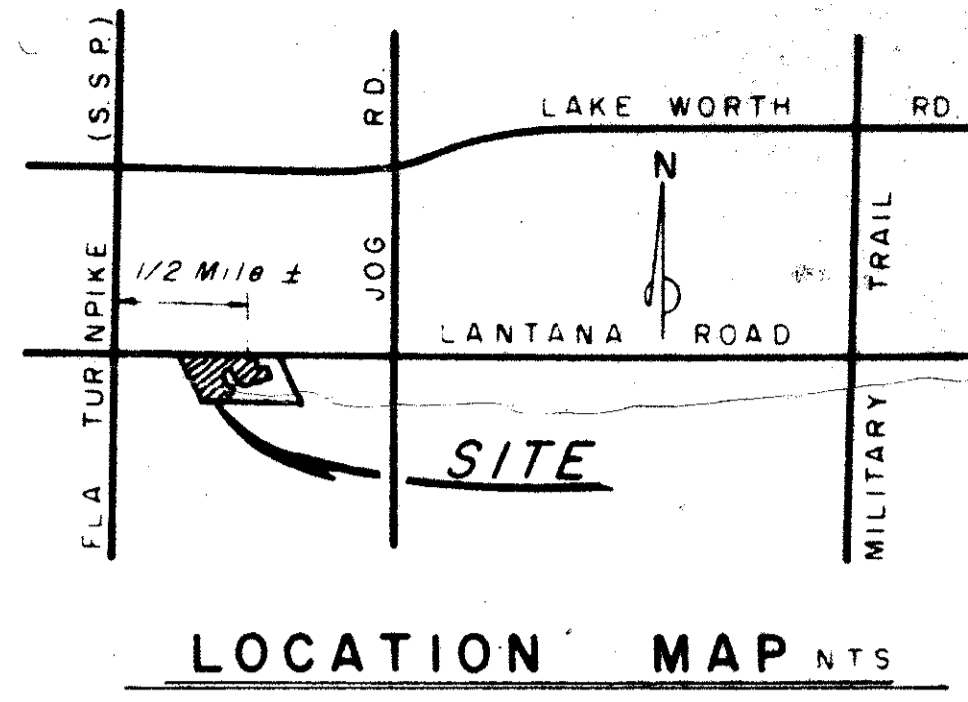 FLA TURNPIKE (S.S.P.)
JOG RD.
LAKE WORTH RD.
N
MILITARY TRAIL
1/2 Mile ±
LANTANA ROAD
SITE
LOCATION MAP NTS